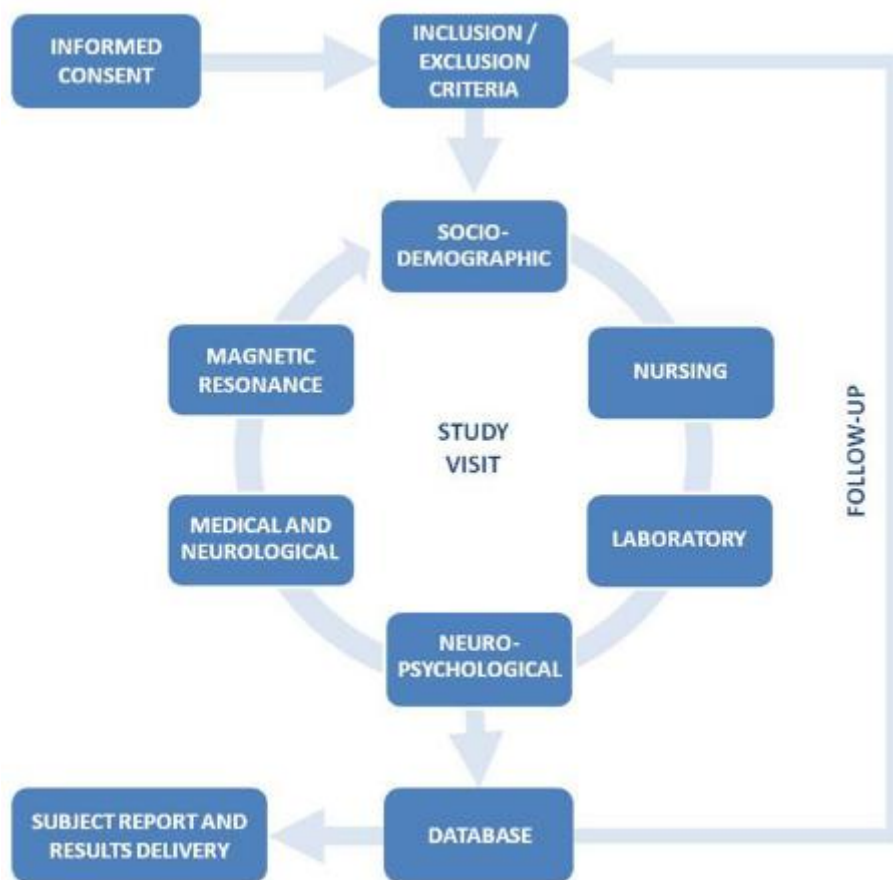 INFORMED
CONSENT
INCLUSION /
EXCLUSION
CRITERIA
SOCIO-
DEMOGRAPHIC
MAGNETIC
RESONANCE
NURSING
STUDY
VISIT
FOLLOW-UP
MEDICAL AND
NEUROLOGICAL
LABORATORY
NEURO-
PSYCHOLOGICAL
SUBJECT REPORT AND
RESULTS DELIVERY
DATABASE